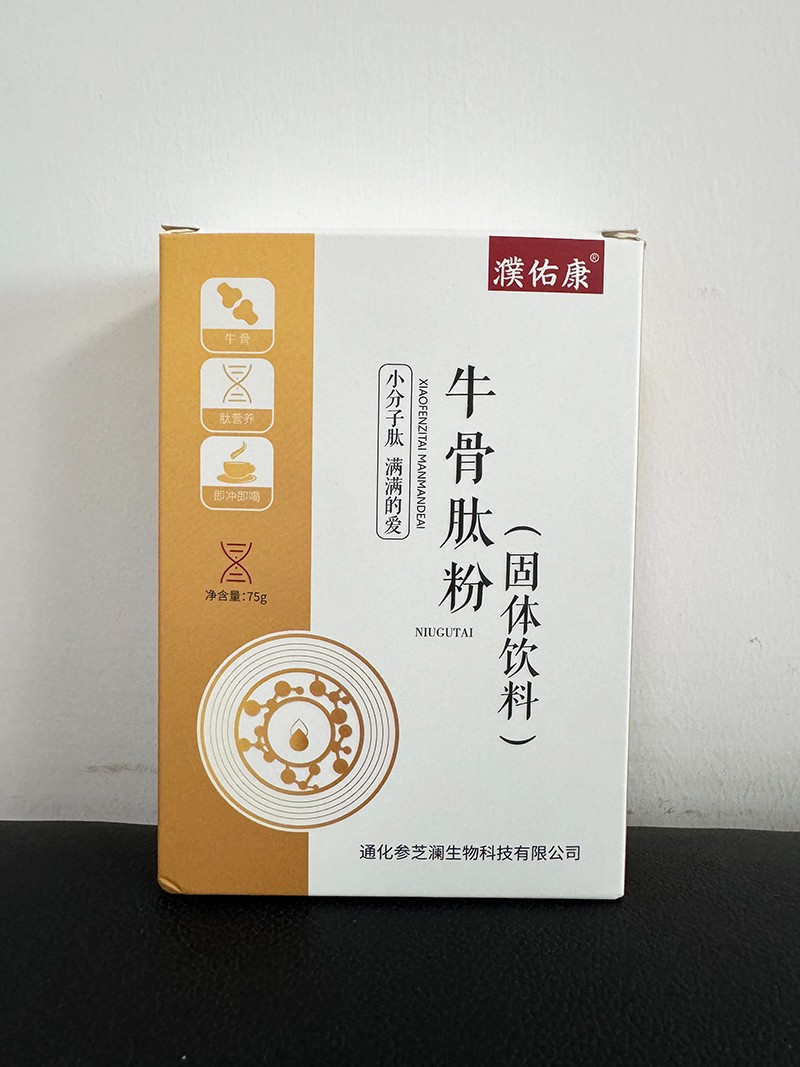 濮佑康®
牛骨
肽营养
即冲即喝
净含量:75g
牛骨肽粉
(固体饮料)
NIUGUTAI
小分子肽 满满的爱
XIAOFENZITAI MANMANDEAI
通化参芝澜生物科技有限公司